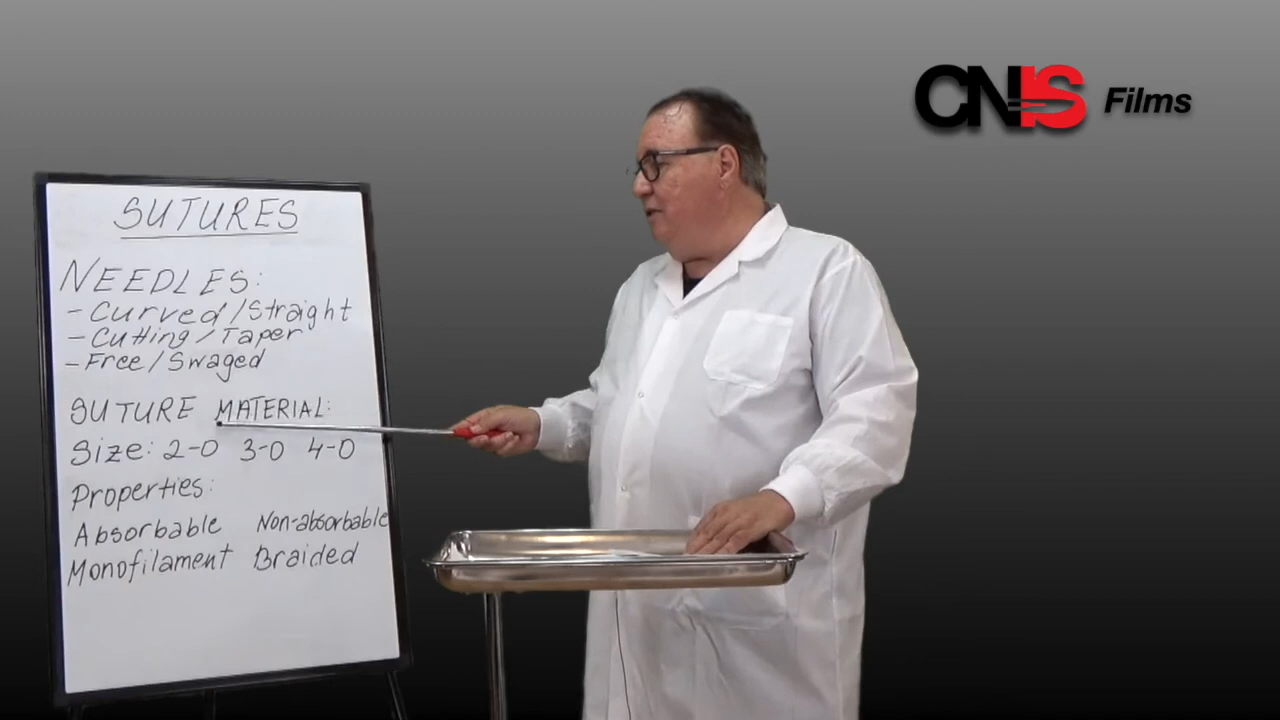 SUTURES
NEEDLES:
- Curved / Straight
- Cutting / Taper
- Free / Swaged
SUTURE MATERIAL:
Size: 2-0 3-0 4-0
Properties:
Absorbable Non-absorbable
Monofilament Braided
CNIS Films